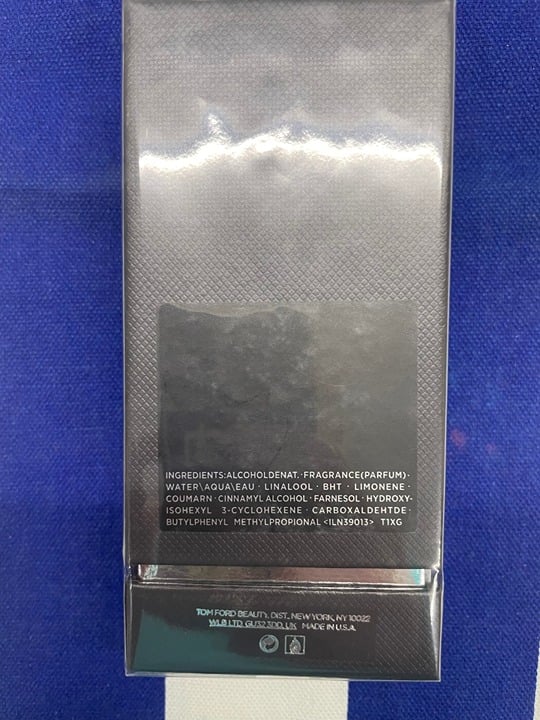 INGREDIENTS:ALCOHOLDENAT.·FRAGRANCE(PARFUM)·
WATER\AQUA\EAU · LINALOOL · BHT · LIMONENE ·
COUMARN · CINNAMYL ALCOHOL · FARNESOL · HYDROXY-
ISOHEXYL 3-CYCLOHEXENE · CARBOXALDEHTDE ·
BUTYLPHENYL METHYLPROPIONAL <ILN39013> T1XG
TOM FORD BEAUTY, DIST., NEW YORK, NY 10022
WLB LTD. GU32 3DD, UK MADE IN U.S.A.